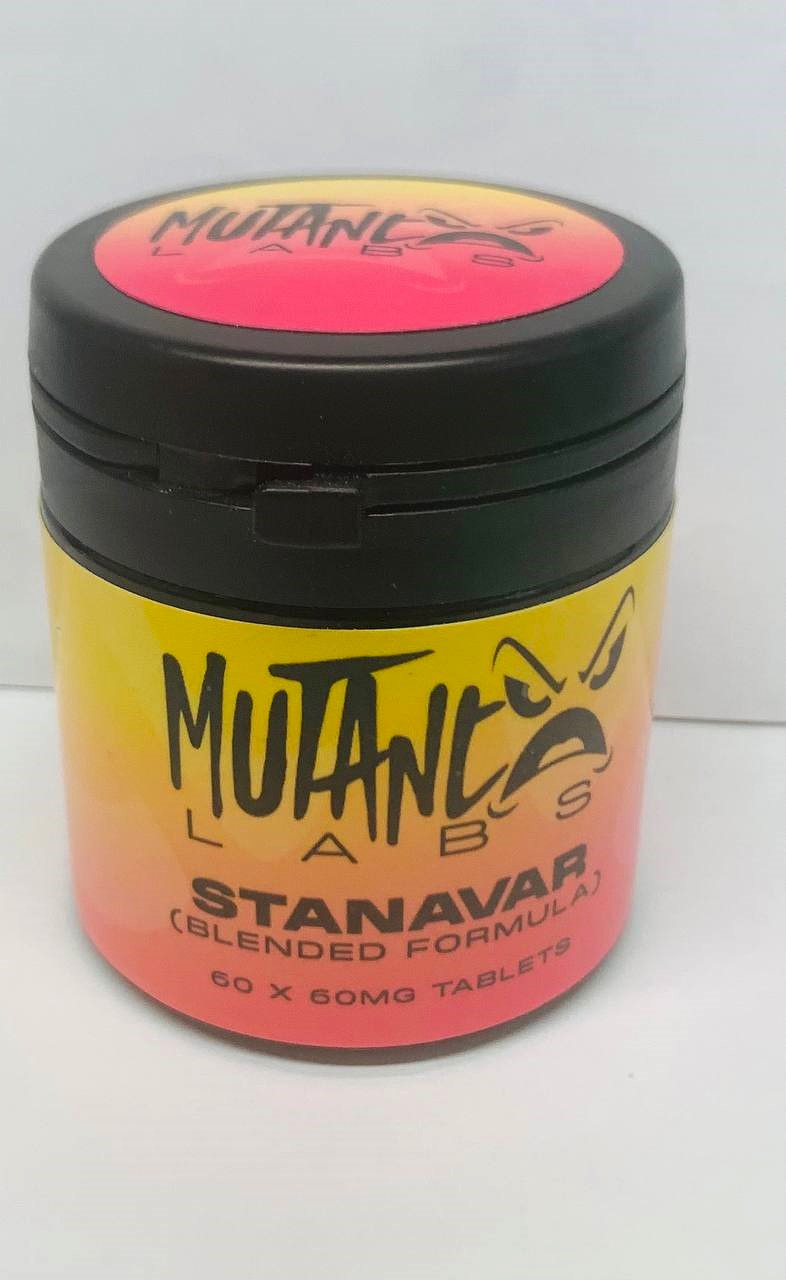 MUTANT
LABS
MUTANT
LABS
STANAVAR
(BLENDED FORMULA)
60 X 60MG TABLETS